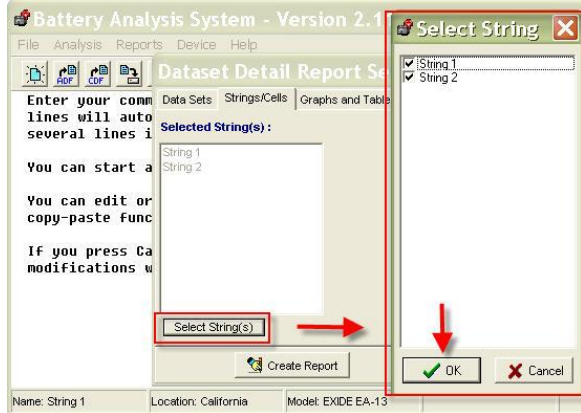 Battery Analysis System - Version 2.1
File Analysis Reports Device Help
ADF CDF
Enter your comm
lines will auto
several lines i
You can start a
You can edit or
copy-paste func
If you press Ca
modifications w
Dataset Detail Report Se
Data Sets Strings/Cells Graphs and Table
Selected String(s) :
String 1
String 2
Select String(s)
Create Report
Select String
String 1
String 2
OK Cancel
Name: String 1 Location: California Model: EXIDE EA-13